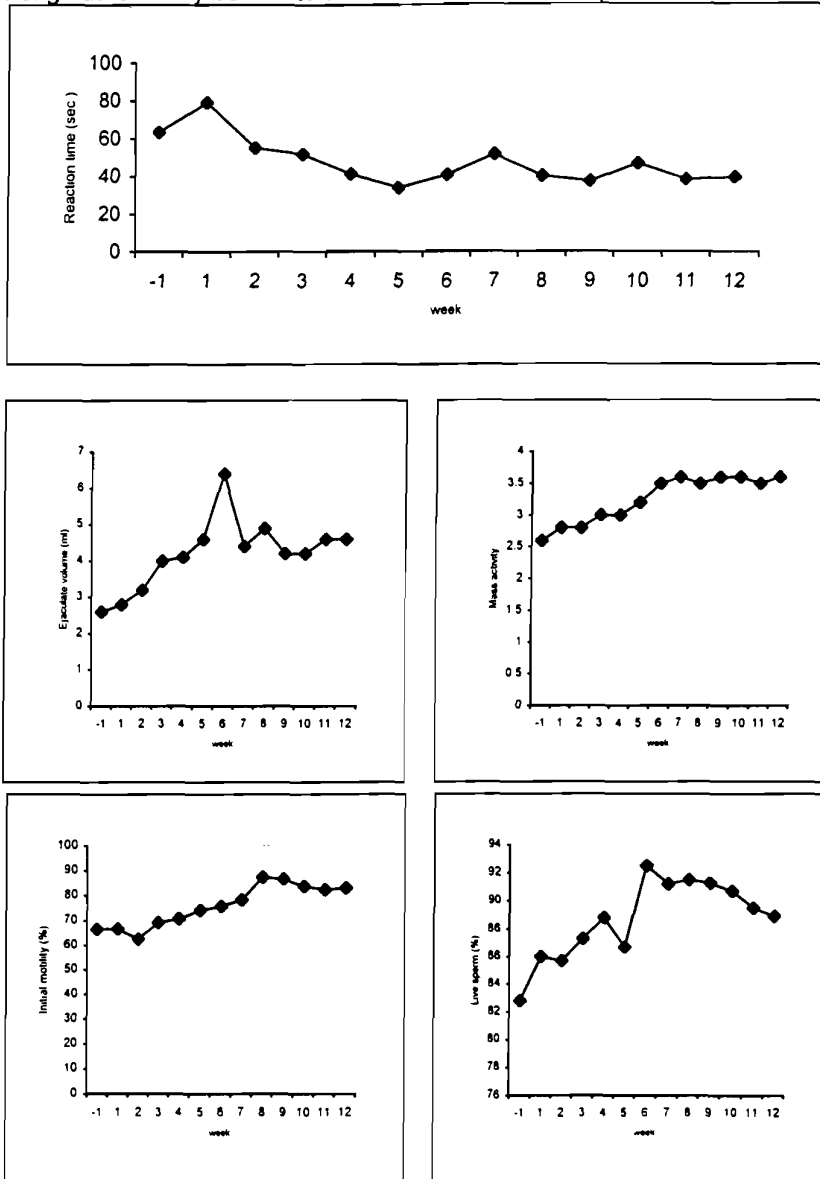 100
80
60
40
20
0
Reaction time (sec )
-1 1 2 3 4 5 6 7 8 9 10 11 12
week
7
6
5
4
3
2
1
0
Ejaculate volume (ml)
-1 1 2 3 4 5 6 7 8 9 10 11 12
week
4
3.5
3
2.5
2
1.5
1
0 5
0
Mass activity
-1 1 2 3 4 5 6 7 8 9 10 11 12
week
100
90
80
70
60
50
40
30
20
10
0
Initial motility (%)
-1 1 2 3 4 5 6 7 8 9 10 11 12
week
94
92
90
86
86
84
82
80
78
76
Live sperm (%)
-1 1 2 3 4 5 6 7 8 9 10 11 12
week